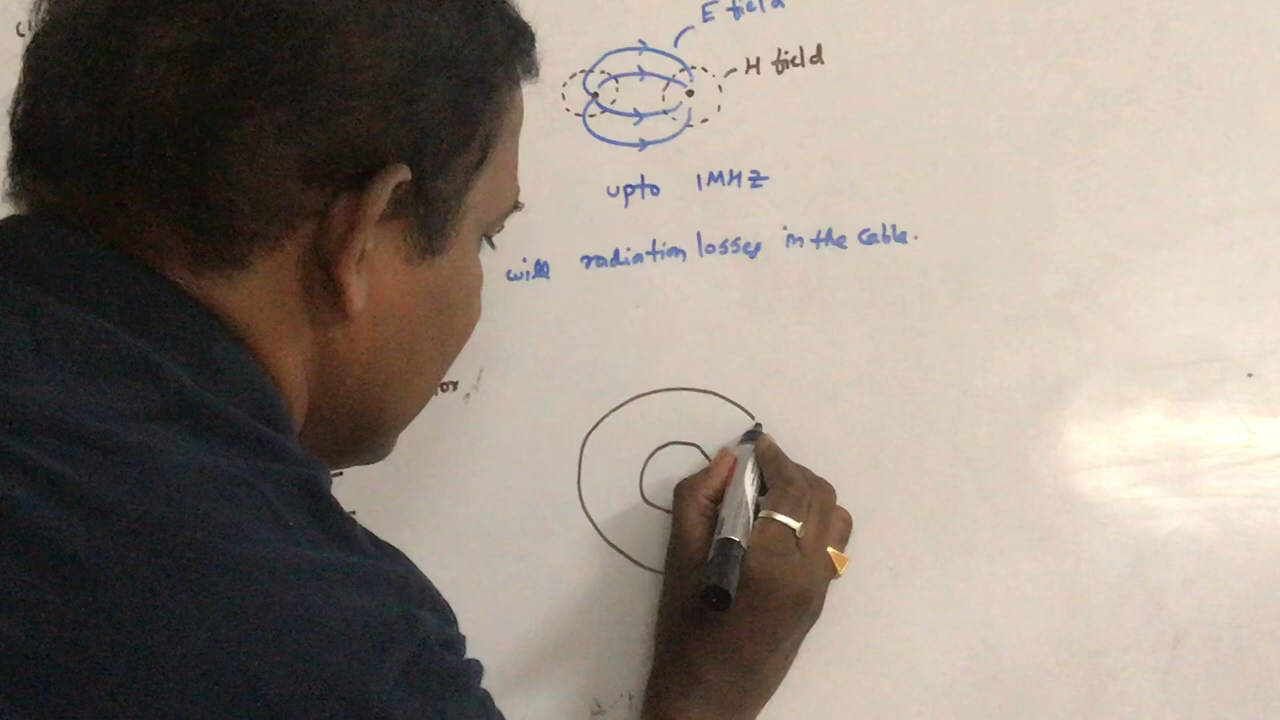 E field
H field
upto 1MHZ
will radiation losses in the cable.